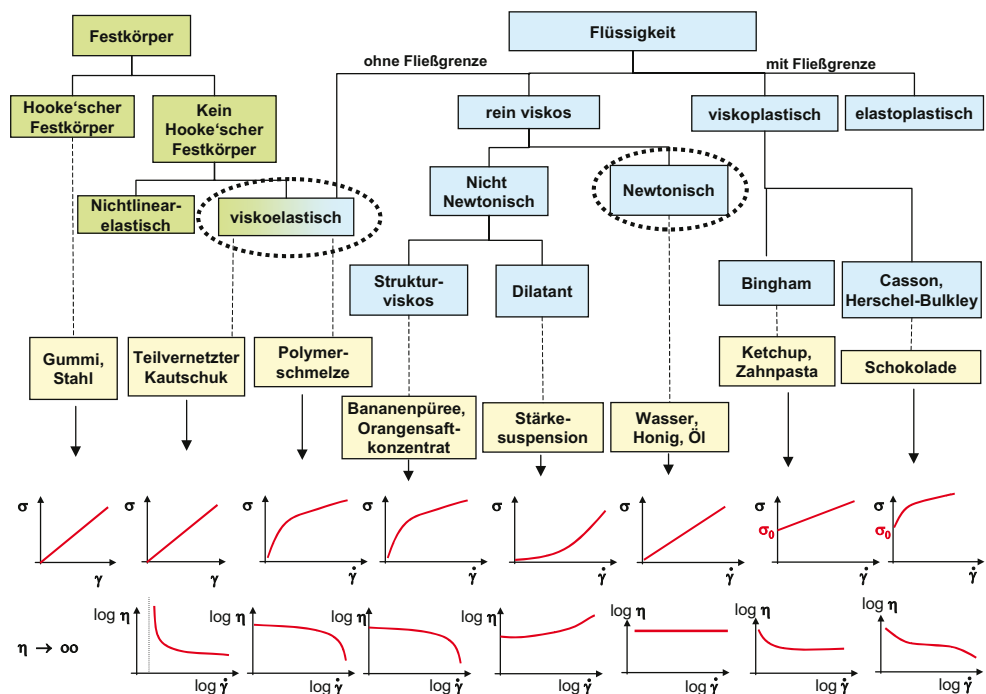 Festkörper
Flüssigkeit
ohne Fließgrenze
mit Fließgrenze
Hooke‘scher
Festkörper
Kein
Hooke‘scher
Festkörper
rein viskos
viskoplastisch
elastoplastisch
Nichtlinear-
elastisch
viskoelastisch
Nicht
Newtonisch
Newtonisch
Struktur-
viskos
Dilatant
Bingham
Casson,
Herschel-Bulkley
Gummi,
Stahl
Teilvernetzter
Kautschuk
Polymer-
schmelze
Ketchup,
Zahnpasta
Schokolade
Bananenpüree,
Orangensaft-
konzentrat
Stärke-
suspension
Wasser,
Honig, Öl
σ
γ
σ
γ
σ
γ̇
σ
γ̇
σ
γ̇
σ
γ̇
σ
σ₀
γ̇
σ
σ₀
γ̇
η → ∞
log η
log γ̇
log η
log γ̇
log η
log γ̇
log η
log γ̇
log η
log γ̇
log η
log γ̇
log η
log γ̇